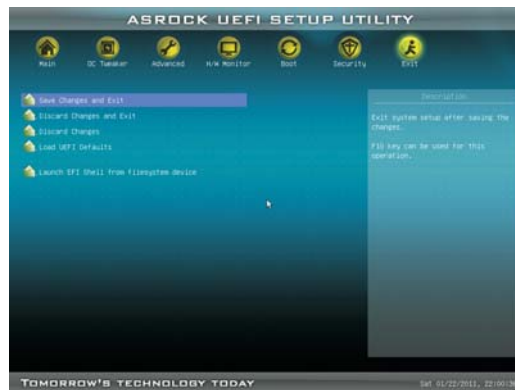 ASROCK UEFI SETUP UTILITY
Main OC Tweaker Advanced H/W Monitor Boot Security Exit
Save Changes and Exit
Discard Changes and Exit
Discard Changes
Load UEFI Defaults
Launch EFI Shell from filesystem device
Description
Exit system setup after saving the
changes.
F10 key can be used for this
operation.
TOMORROW'S TECHNOLOGY TODAY
Sat 01/22/2011, 22:00: